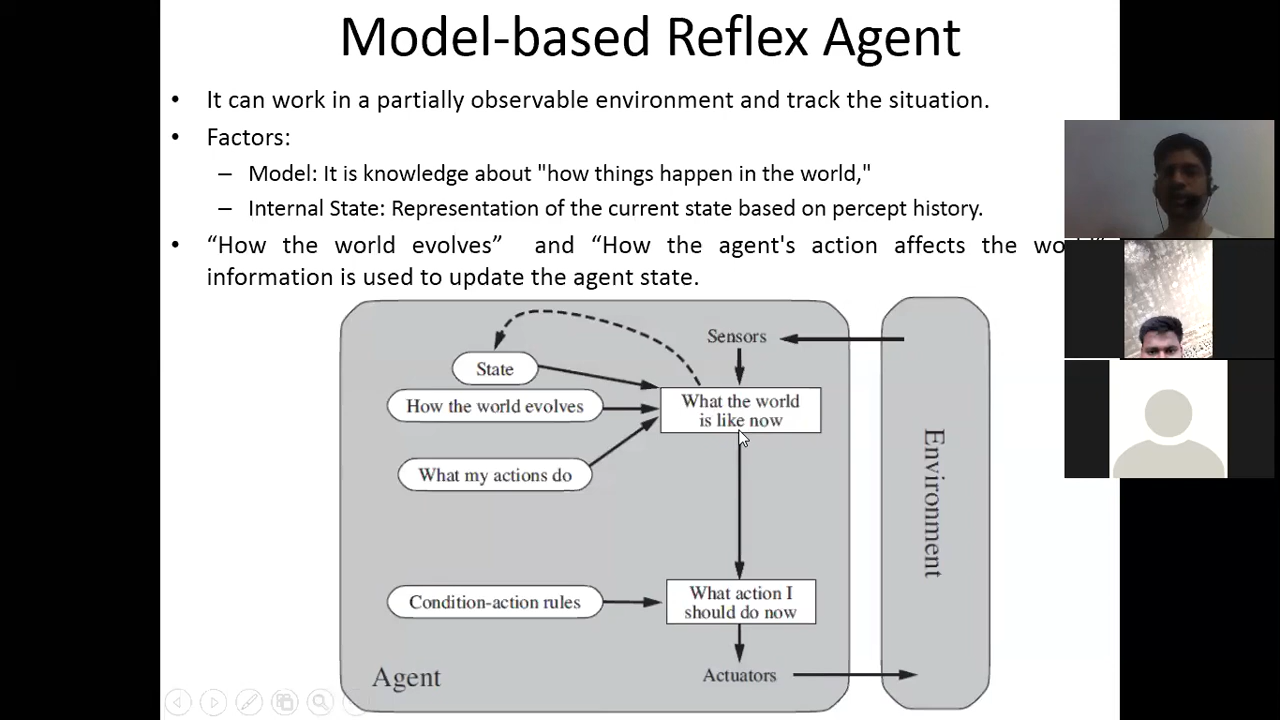 Model-based Reflex Agent
• It can work in a partially observable environment and track the situation.
• Factors:
– Model: It is knowledge about "how things happen in the world,"
– Internal State: Representation of the current state based on percept history.
• “How the world evolves” and “How the agent's action affects the
information is used to update the agent state.
Sensors
State
What the world
is like now
How the world evolves
What my actions do
Environment
Condition-action rules
What action I
should do now
Agent
Actuators